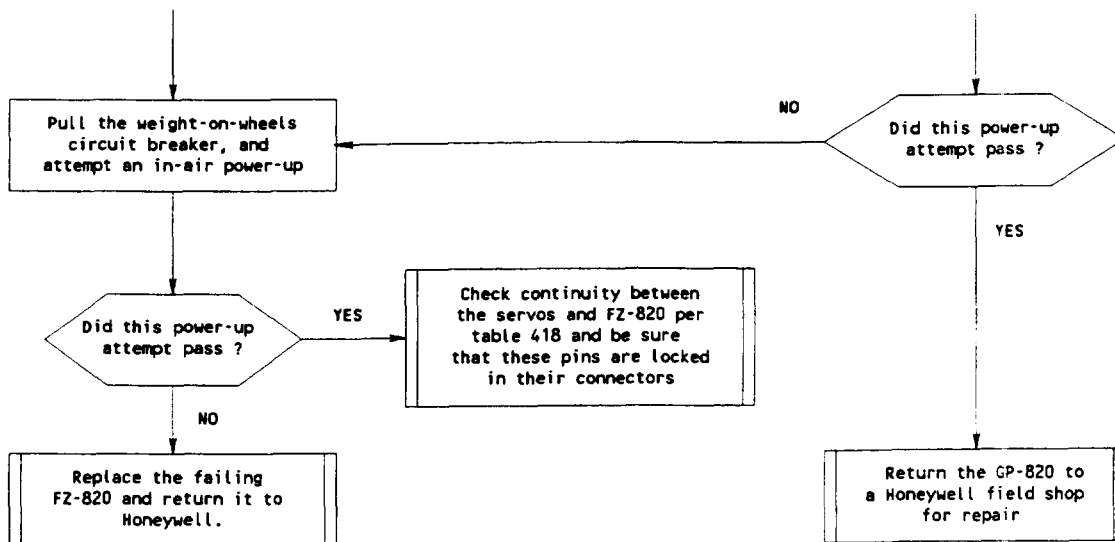 Pull the weight-on-wheels
circuit breaker, and
attempt an in-air power-up
NO
Did this power-up
attempt pass ?
YES
Did this power-up
attempt pass ?
YES
Check continuity between
the servos and FZ-820 per
table 418 and be sure
that these pins are locked
in their connectors
NO
Replace the failing
FZ-820 and return it to
Honeywell.
Return the GP-820 to
a Honeywell field shop
for repair